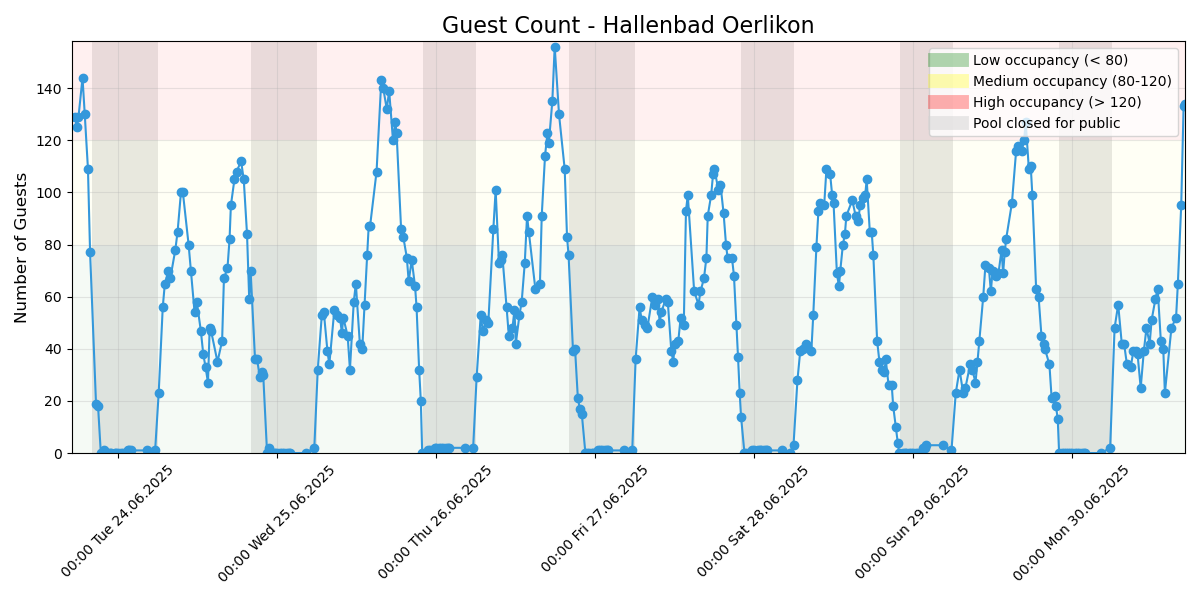 Guest Count - Hallenbad Oerlikon
Number of Guests
140
120
100
80
60
40
20
0
Low occupancy (< 80)
Medium occupancy (80-120)
High occupancy (> 120)
Pool closed for public
00:00 Tue 24.06.2025
00:00 Wed 25.06.2025
00:00 Thu 26.06.2025
00:00 Fri 27.06.2025
00:00 Sat 28.06.2025
00:00 Sun 29.06.2025
00:00 Mon 30.06.2025